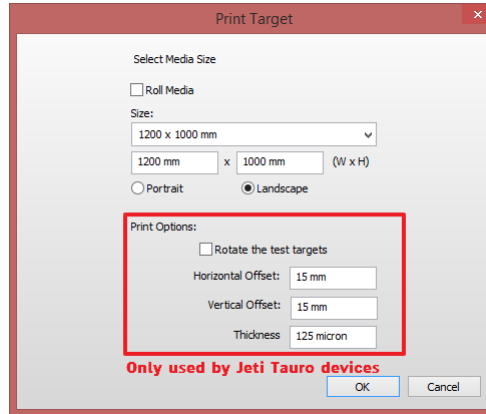 Print Target
Select Media Size
Roll Media
Size:
1200 x 1000 mm
1200 mm x 1000 mm (W x H)
Portrait Landscape
Print Options:
Rotate the test targets
Horizontal Offset: 15 mm
Vertical Offset: 15 mm
Thickness 125 micron
Only used by Jeti Tauro devices
OK Cancel